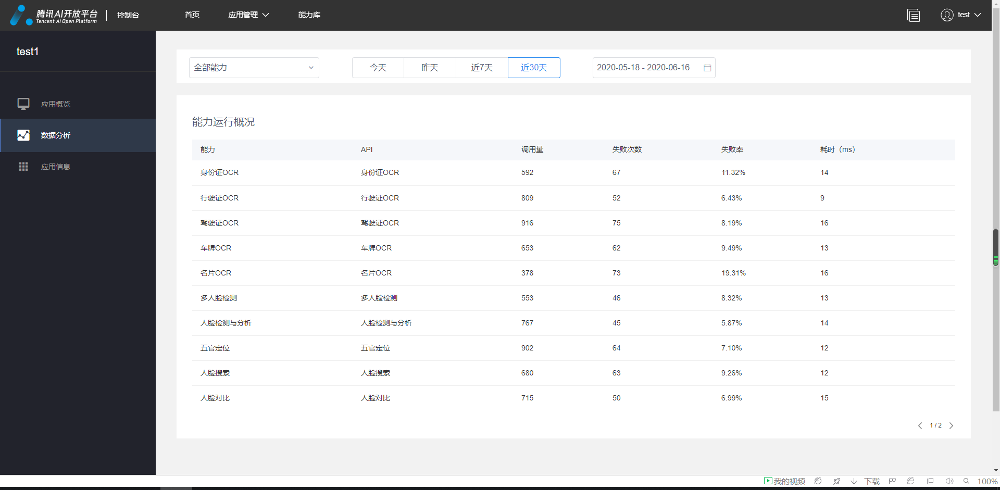 腾讯AI开放平台 控制台 首页 应用管理 能力库 test
Tencent AI Open Platform
test1
应用概览
数据分析
应用信息
全部能力 今天 昨天 近7天 近30天 2020-05-18 - 2020-06-16
能力运行概况
能力 API 调用量 失败次数 失败率 耗时（ms）
身份证OCR 身份证OCR 592 67 11.32% 14
行驶证OCR 行驶证OCR 809 52 6.43% 9
驾驶证OCR 驾驶证OCR 916 75 8.19% 16
车牌OCR 车牌OCR 653 62 9.49% 13
名片OCR 名片OCR 378 73 19.31% 16
多人脸检测 多人脸检测 553 46 8.32% 13
人脸检测与分析 人脸检测与分析 767 45 5.87% 14
五官定位 五官定位 902 64 7.10% 12
人脸搜索 人脸搜索 680 63 9.26% 12
人脸对比 人脸对比 715 50 6.99% 15
1 / 2
我的视频 下载 100%